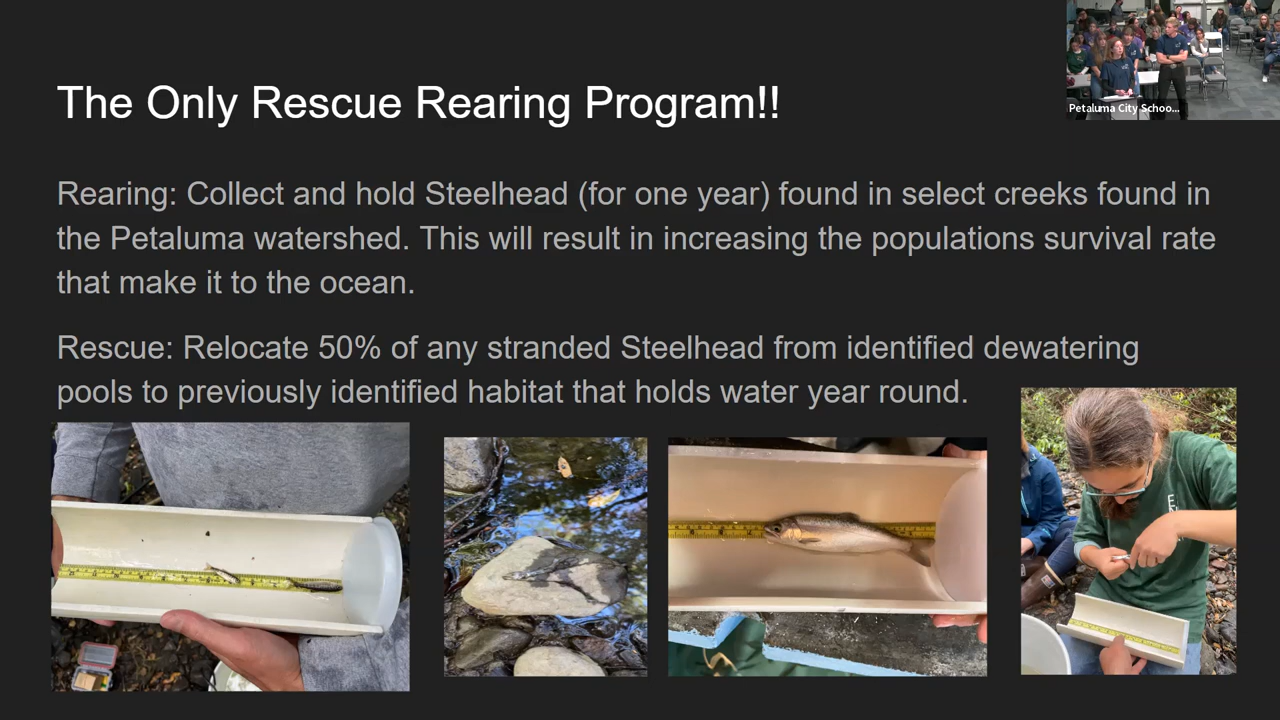 The Only Rescue Rearing Program!!
Petaluma City Schoo...
Rearing: Collect and hold Steelhead (for one year) found in select creeks found in
the Petaluma watershed. This will result in increasing the populations survival rate
that make it to the ocean.
Rescue: Relocate 50% of any stranded Steelhead from identified dewatering
pools to previously identified habitat that holds water year round.